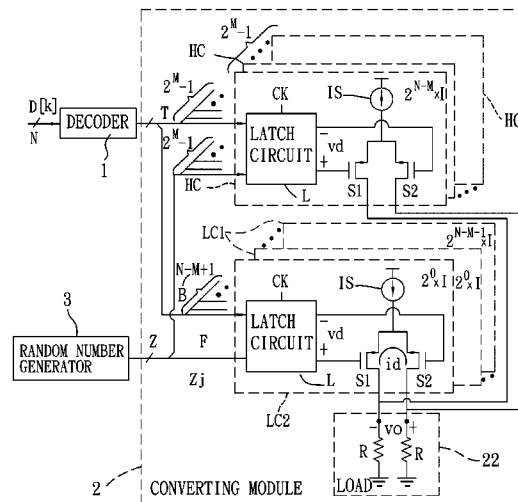 2^M-1
HC
2^M-1
D[k]
N
DECODER
1
T
2^M-1
HC
CK
LATCH CIRCUIT
L
-
vd
+
IS
2^N-M×I
S1
S2
HC
LC1
2^N-M-1×I
N-M+1
B
3
RANDOM NUMBER GENERATOR
Z
F
Zj
CK
LATCH CIRCUIT
L
-
vd
+
IS
2^0×I
2^0×I
S1
id
S2
LC2
-
vo
+
R
R
LOAD
22
2
CONVERTING MODULE